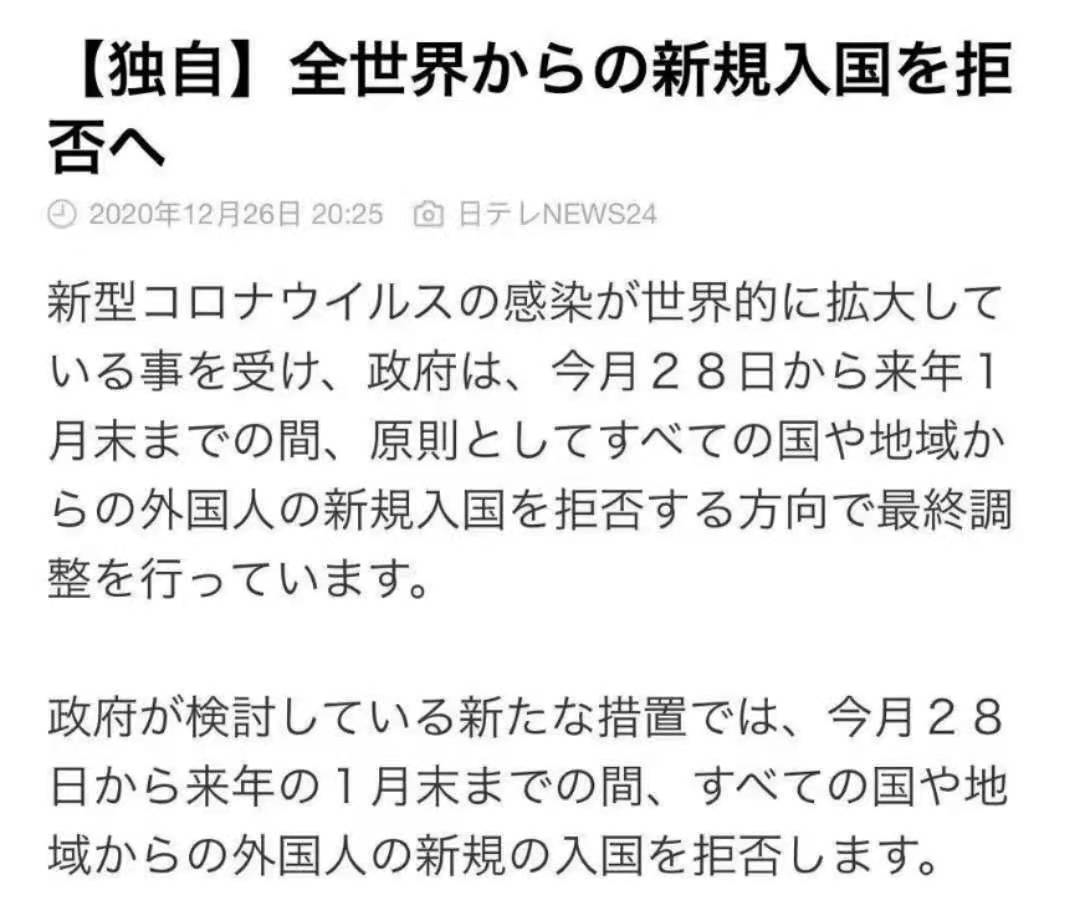 【独自】全世界からの新規入国を拒
否へ
2020年12月26日 20:25 日テレNEWS24
新型コロナウイルスの感染が世界的に拡大して
いる事を受け、政府は、今月２８日から来年１
月末までの間、原則としてすべての国や地域か
らの外国人の新規入国を拒否する方向で最終調
整を行っています。
政府が検討している新たな措置では、今月２８
日から来年の１月末までの間、すべての国や地
域からの外国人の新規の入国を拒否します。